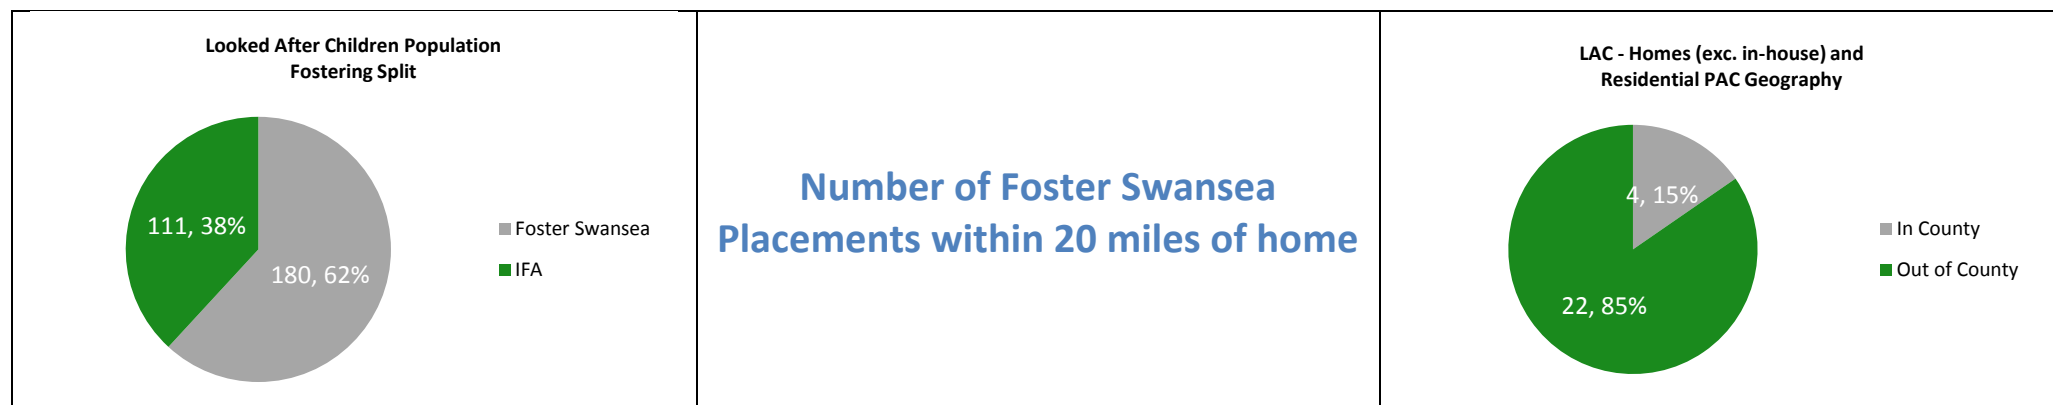 Looked After Children Population
Fostering Split
111, 38%
180, 62%
Foster Swansea
IFA
Number of Foster Swansea
Placements within 20 miles of home
LAC - Homes (exc. in-house) and
Residential PAC Geography
4, 15%
22, 85%
In County
Out of County